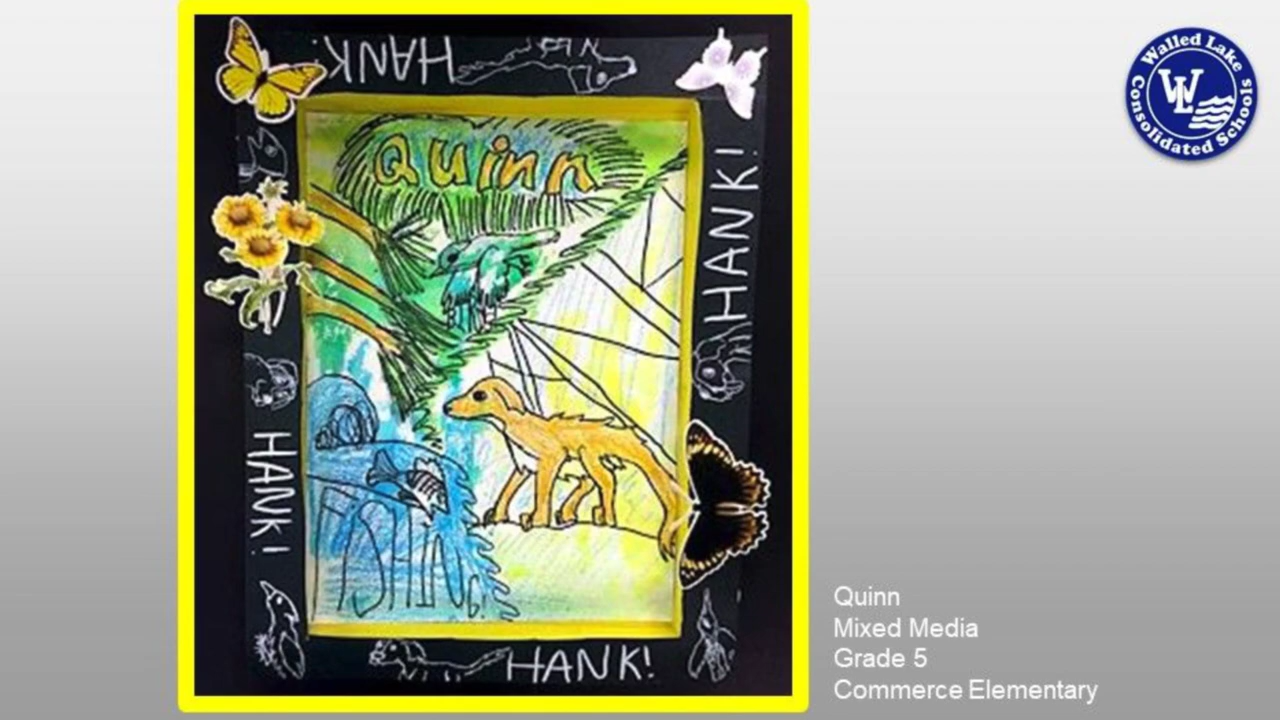 HANK!
Quinn
HANK!
HANK!
HANK!
Walled Lake
Consolidated Schools
WL
Quinn
Mixed Media
Grade 5
Commerce Elementary